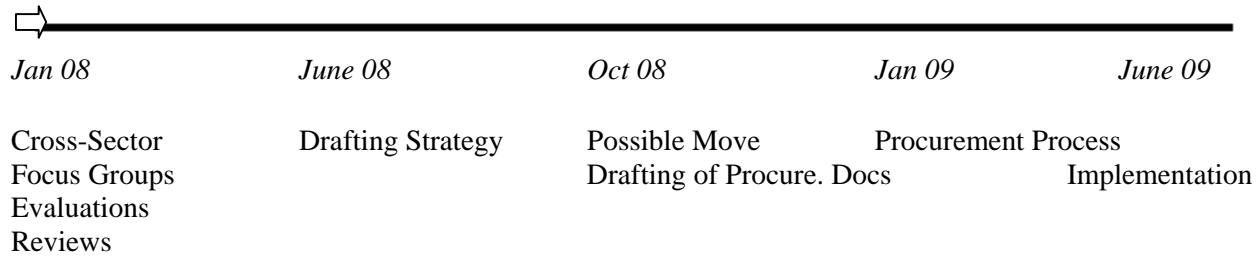 Jan 08 June 08 Oct 08 Jan 09 June 09
Cross-Sector Drafting Strategy Possible Move Procurement Process
Focus Groups Drafting of Procure. Docs Implementation
Evaluations
Reviews